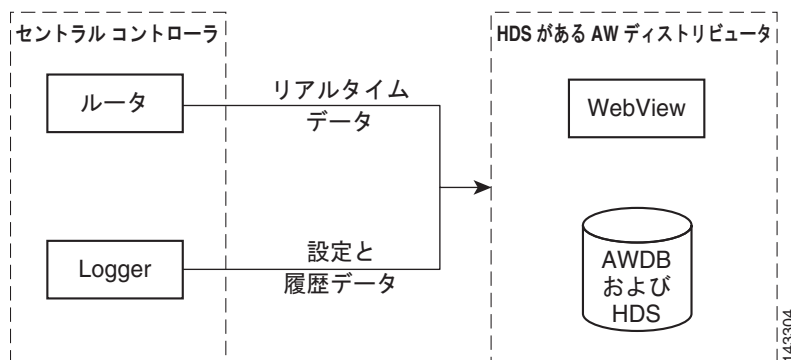 セントラル コントローラ
HDS がある AW ディストリビュータ
ルータ
リアルタイム
データ
WebView
Logger
設定と
履歴データ
AWDB
および
HDS
143304